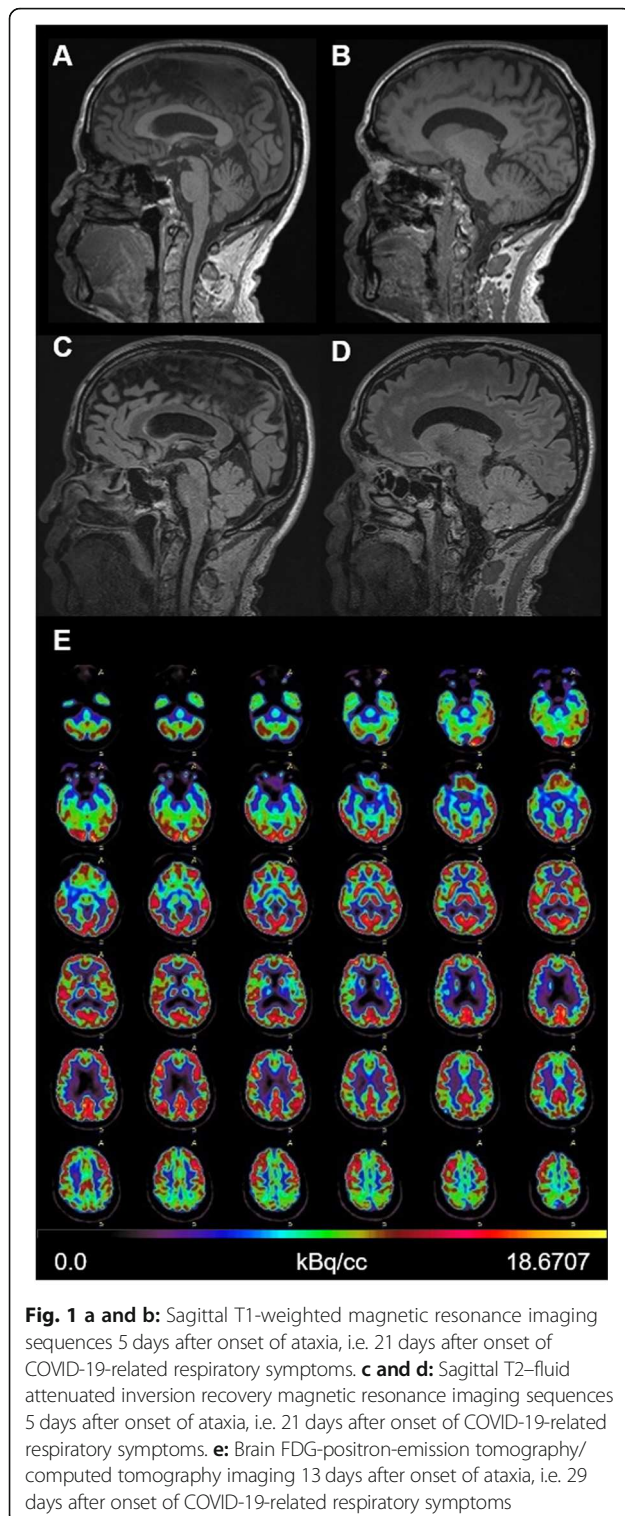 A
B
C
D
E
0.0 kBq/cc 18.6707
Fig. 1 a and b: Sagittal T1-weighted magnetic resonance imaging
sequences 5 days after onset of ataxia, i.e. 21 days after onset of
COVID-19-related respiratory symptoms. c and d: Sagittal T2–fluid
attenuated inversion recovery magnetic resonance imaging sequences
5 days after onset of ataxia, i.e. 21 days after onset of COVID-19-related
respiratory symptoms. e: Brain FDG-positron-emission tomography/
computed tomography imaging 13 days after onset of ataxia, i.e. 29
days after onset of COVID-19-related respiratory symptoms